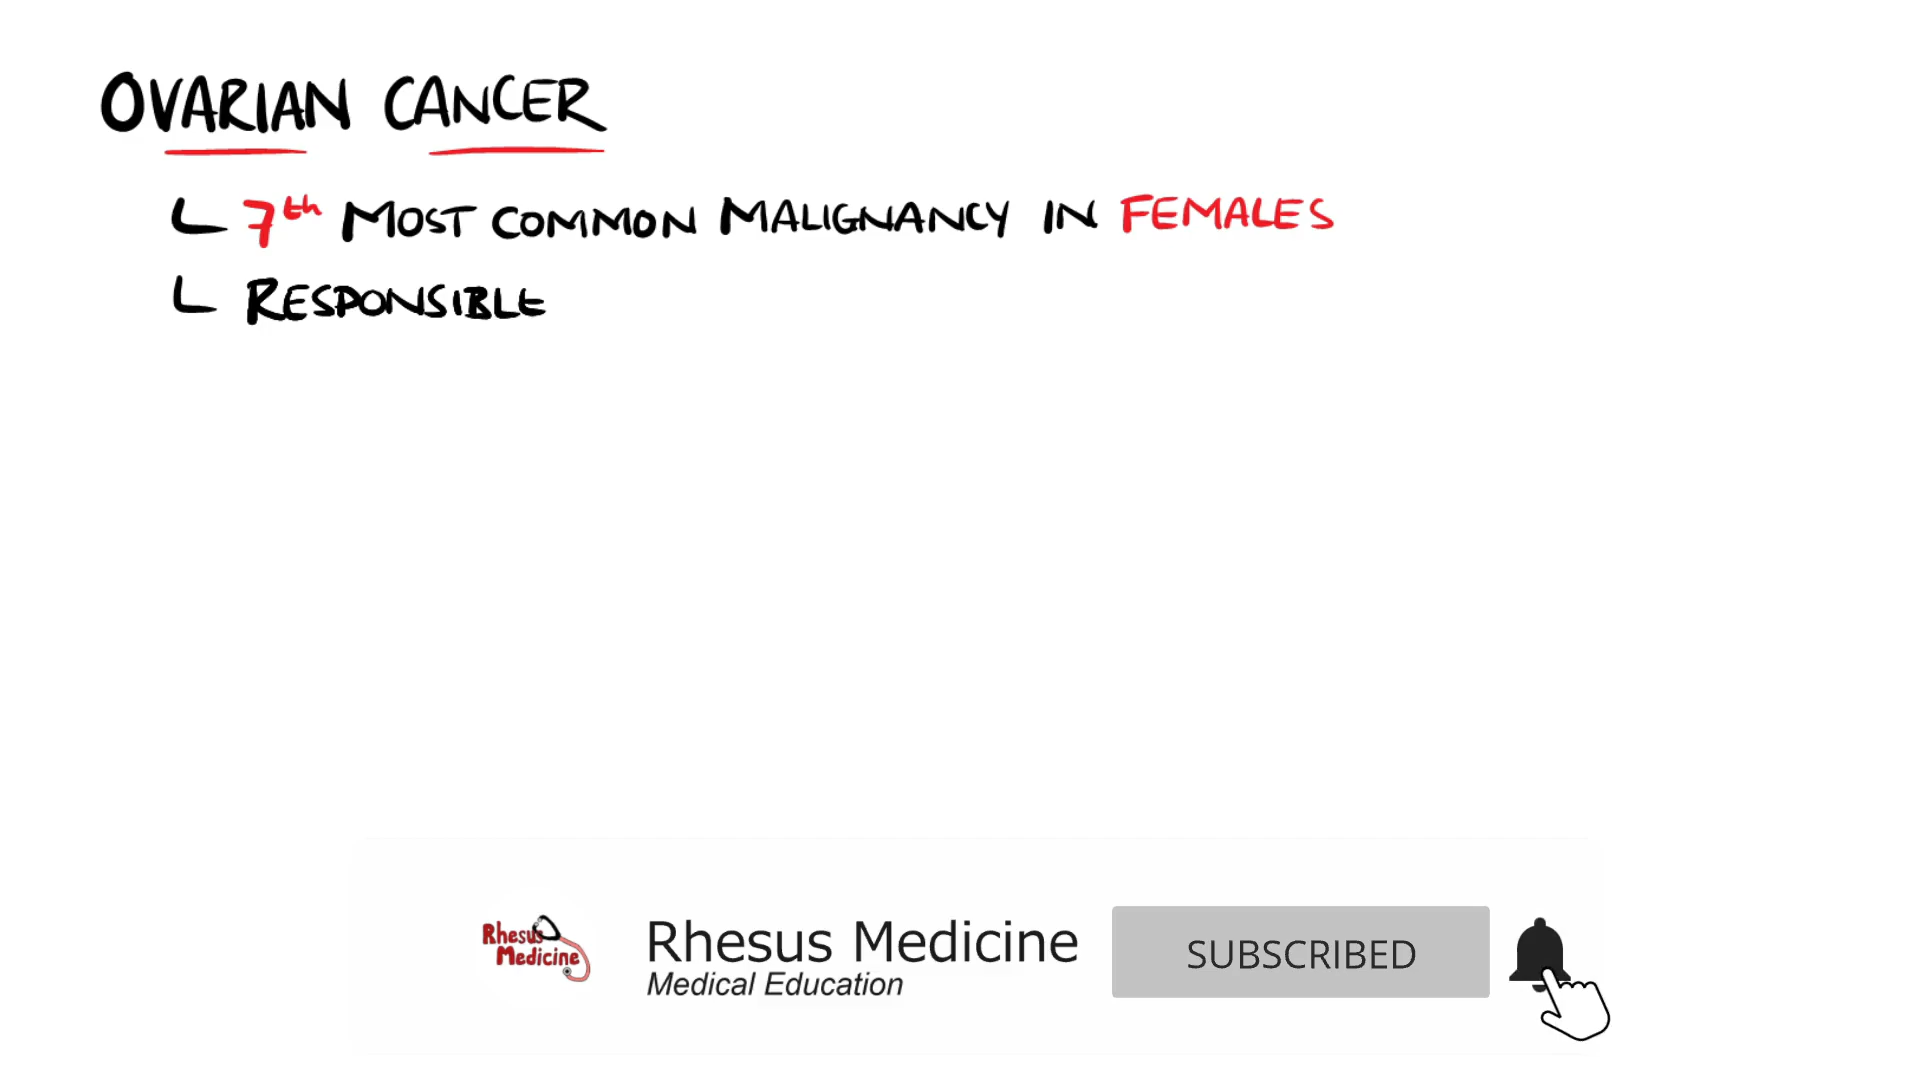 OVARIAN CANCER
7th MOST COMMON MALIGNANCY IN FEMALES
RESPONSIBLE
Rhesus
Medicine
Rhesus Medicine
Medical Education
SUBSCRIBED